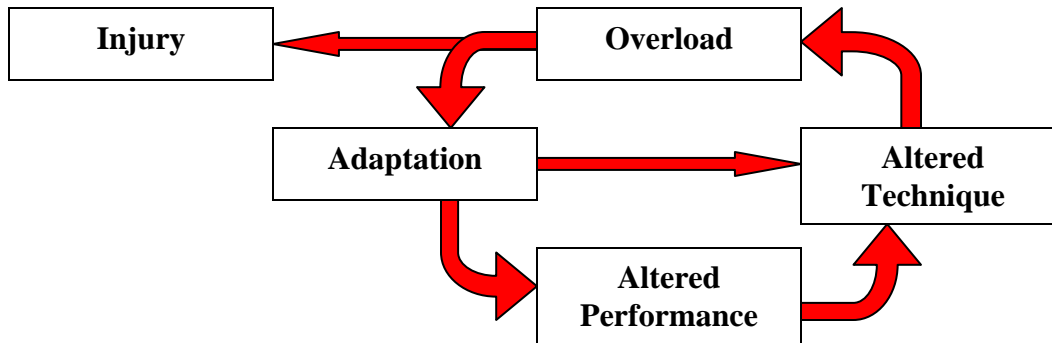 Injury
Overload
Adaptation
Altered
Technique
Altered
Performance